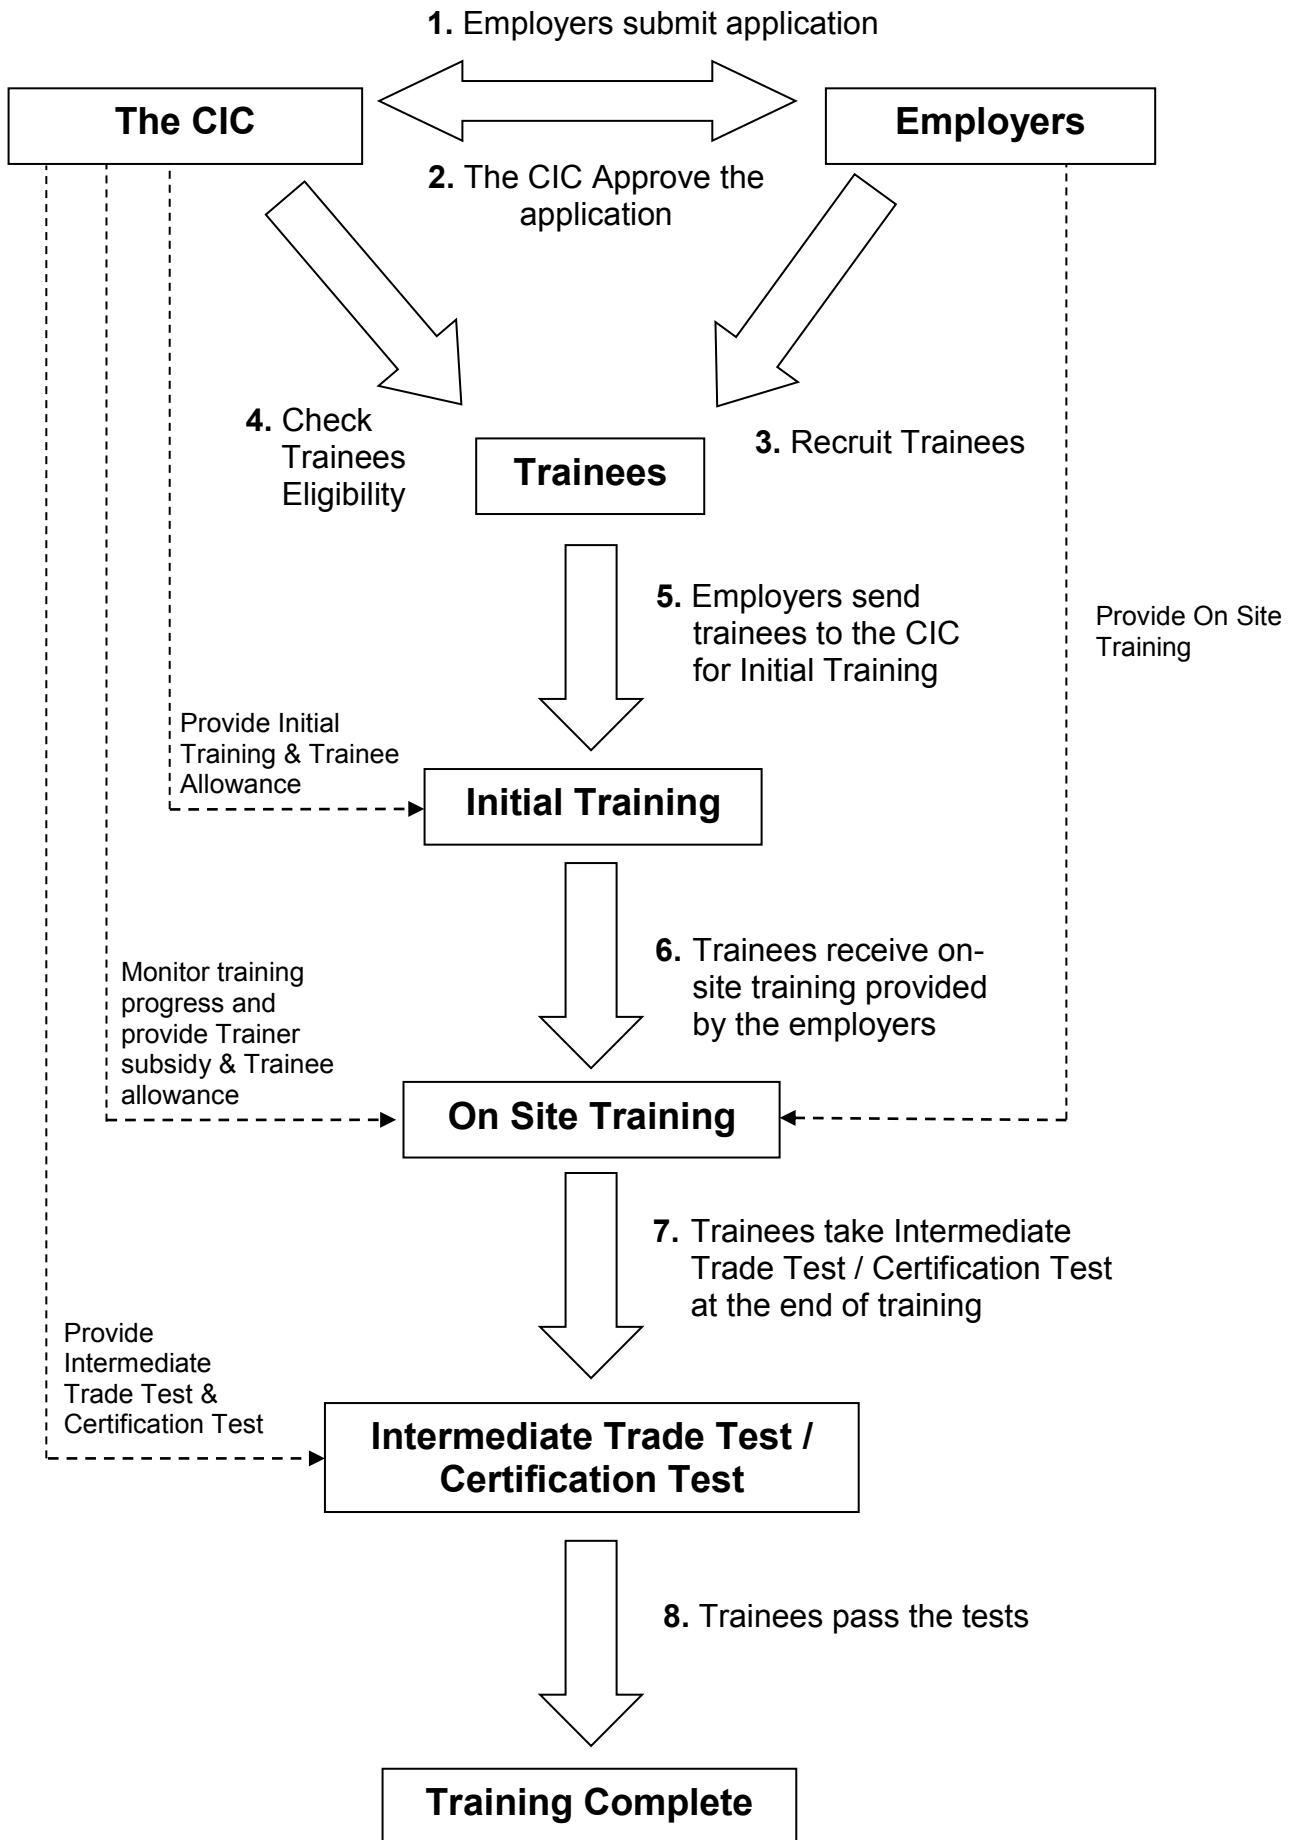 1. Employers submit application
The CIC
Employers
2. The CIC Approve the
application
4. Check
Trainees
Eligibility
3. Recruit Trainees
Trainees
5. Employers send
trainees to the CIC
for Initial Training
Provide On Site
Training
Provide Initial
Training & Trainee
Allowance
Initial Training
6. Trainees receive on-
site training provided
by the employers
Monitor training
progress and
provide Trainer
subsidy & Trainee
allowance
On Site Training
7. Trainees take Intermediate
Trade Test / Certification Test
at the end of training
Provide
Intermediate
Trade Test &
Certification Test
Intermediate Trade Test /
Certification Test
8. Trainees pass the tests
Training Complete